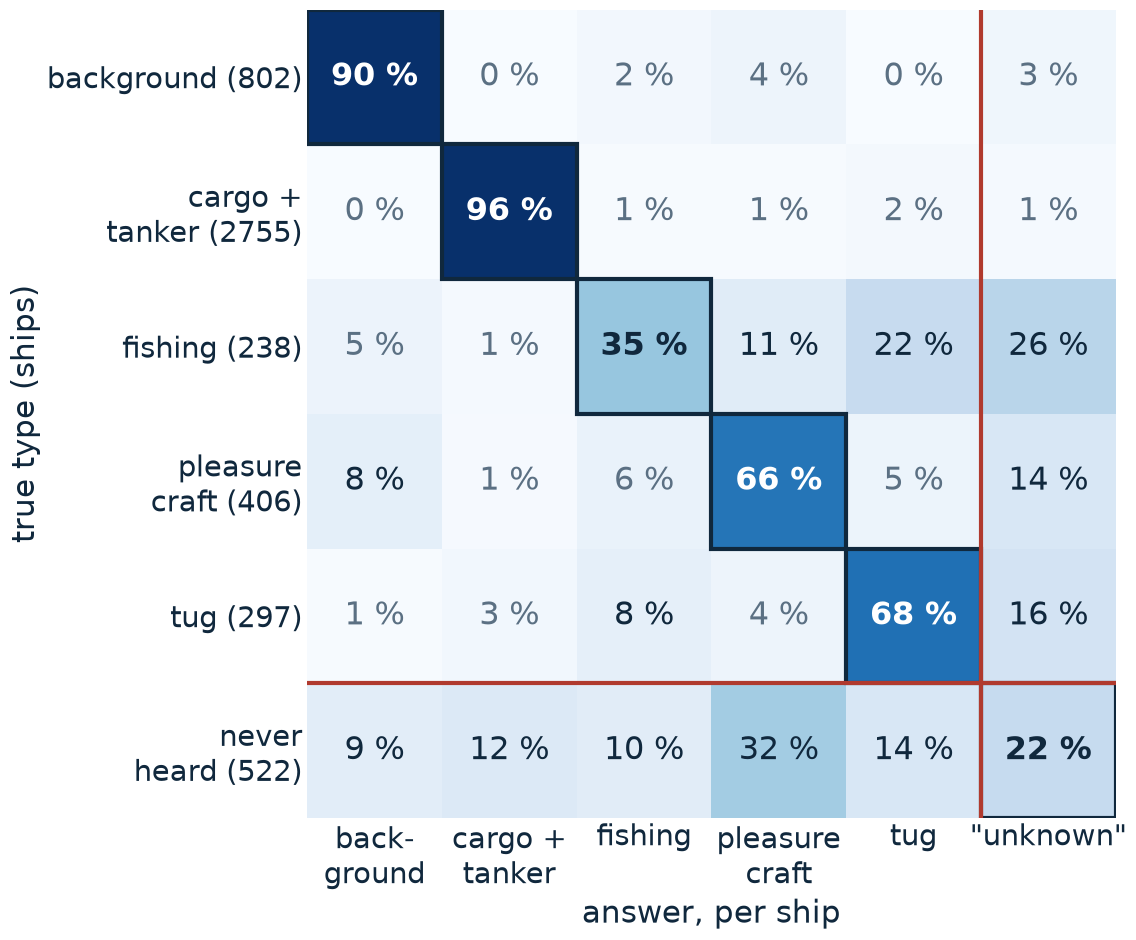 background (802) 90 % 0 % 2 % 4 % 0 % 3 %
cargo +
tanker (2755) 0 % 96 % 1 % 1 % 2 % 1 %
fishing (238) 5 % 1 % 35 % 11 % 22 % 26 %
pleasure
craft (406) 8 % 1 % 6 % 66 % 5 % 14 %
tug (297) 1 % 3 % 8 % 4 % 68 % 16 %
never
heard (522) 9 % 12 % 10 % 32 % 14 % 22 %
true type (ships)
back-
ground
cargo +
tanker
fishing
pleasure
craft
tug
"unknown"
answer, per ship